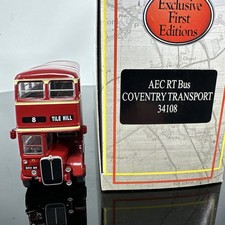 Exclusive
First
Editions
AEC RT Bus
COVENTRY TRANSPORT
34108
8 TILE HILL